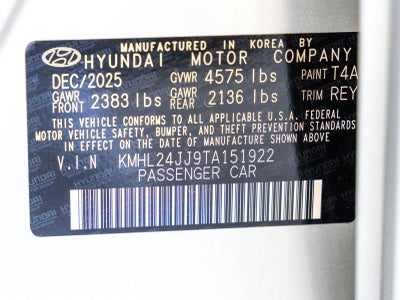 MANUFACTURED IN KOREA BY
HYUNDAI MOTOR COMPANY
DEC/2025 GVWR 4575 lbs PAINT T4A
GAWR FRONT 2383 lbs GAWR REAR 2136 lbs TRIM REY
THIS VEHICLE CONFORMS TO ALL APPLICABLE U.S.A. FEDERAL
MOTOR VEHICLE SAFETY, BUMPER, AND THEFT PREVENTION STANDARDS
IN EFFECT ON THE DATE OF MANUFACTURE SHOWN ABOVE.
V.I.N KMHL24JJ9TA151922
PASSENGER CAR